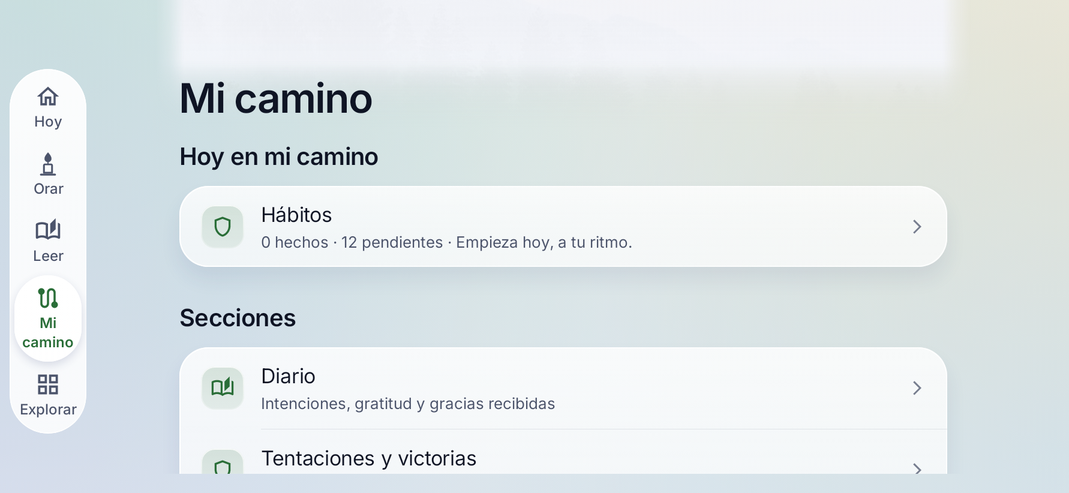 Mi camino
Hoy en mi camino
Hábitos
0 hechos · 12 pendientes · Empieza hoy, a tu ritmo.
Secciones
Diario
Intenciones, gratitud y gracias recibidas
Tentaciones y victorias
Hoy
Orar
Leer
Mi
camino
Explorar